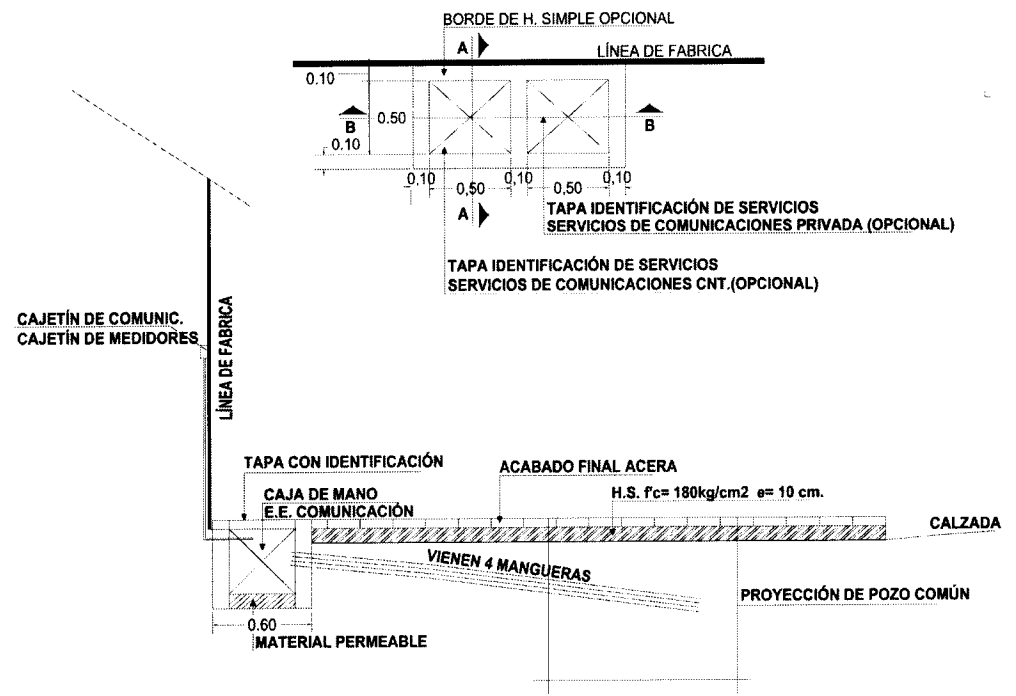 BORDE DE H. SIMPLE OPCIONAL
A
LÍNEA DE FABRICA
0.10
B
0.50
B
0.10
0,10
0,50
0,10
0,50
0,10
A
TAPA IDENTIFICACIÓN DE SERVICIOS
SERVICIOS DE COMUNICACIONES PRIVADA (OPCIONAL)
TAPA IDENTIFICACIÓN DE SERVICIOS
SERVICIOS DE COMUNICACIONES CNT.(OPCIONAL)
CAJETÍN DE COMUNIC.
CAJETÍN DE MEDIDORES
LÍNEA DE FABRICA
TAPA CON IDENTIFICACIÓN
ACABADO FINAL ACERA
CAJA DE MANO
E.E. COMUNICACIÓN
H.S. f'c= 180kg/cm2 e= 10 cm.
CALZADA
VIENEN 4 MANGUERAS
PROYECCIÓN DE POZO COMÚN
0.60
MATERIAL PERMEABLE